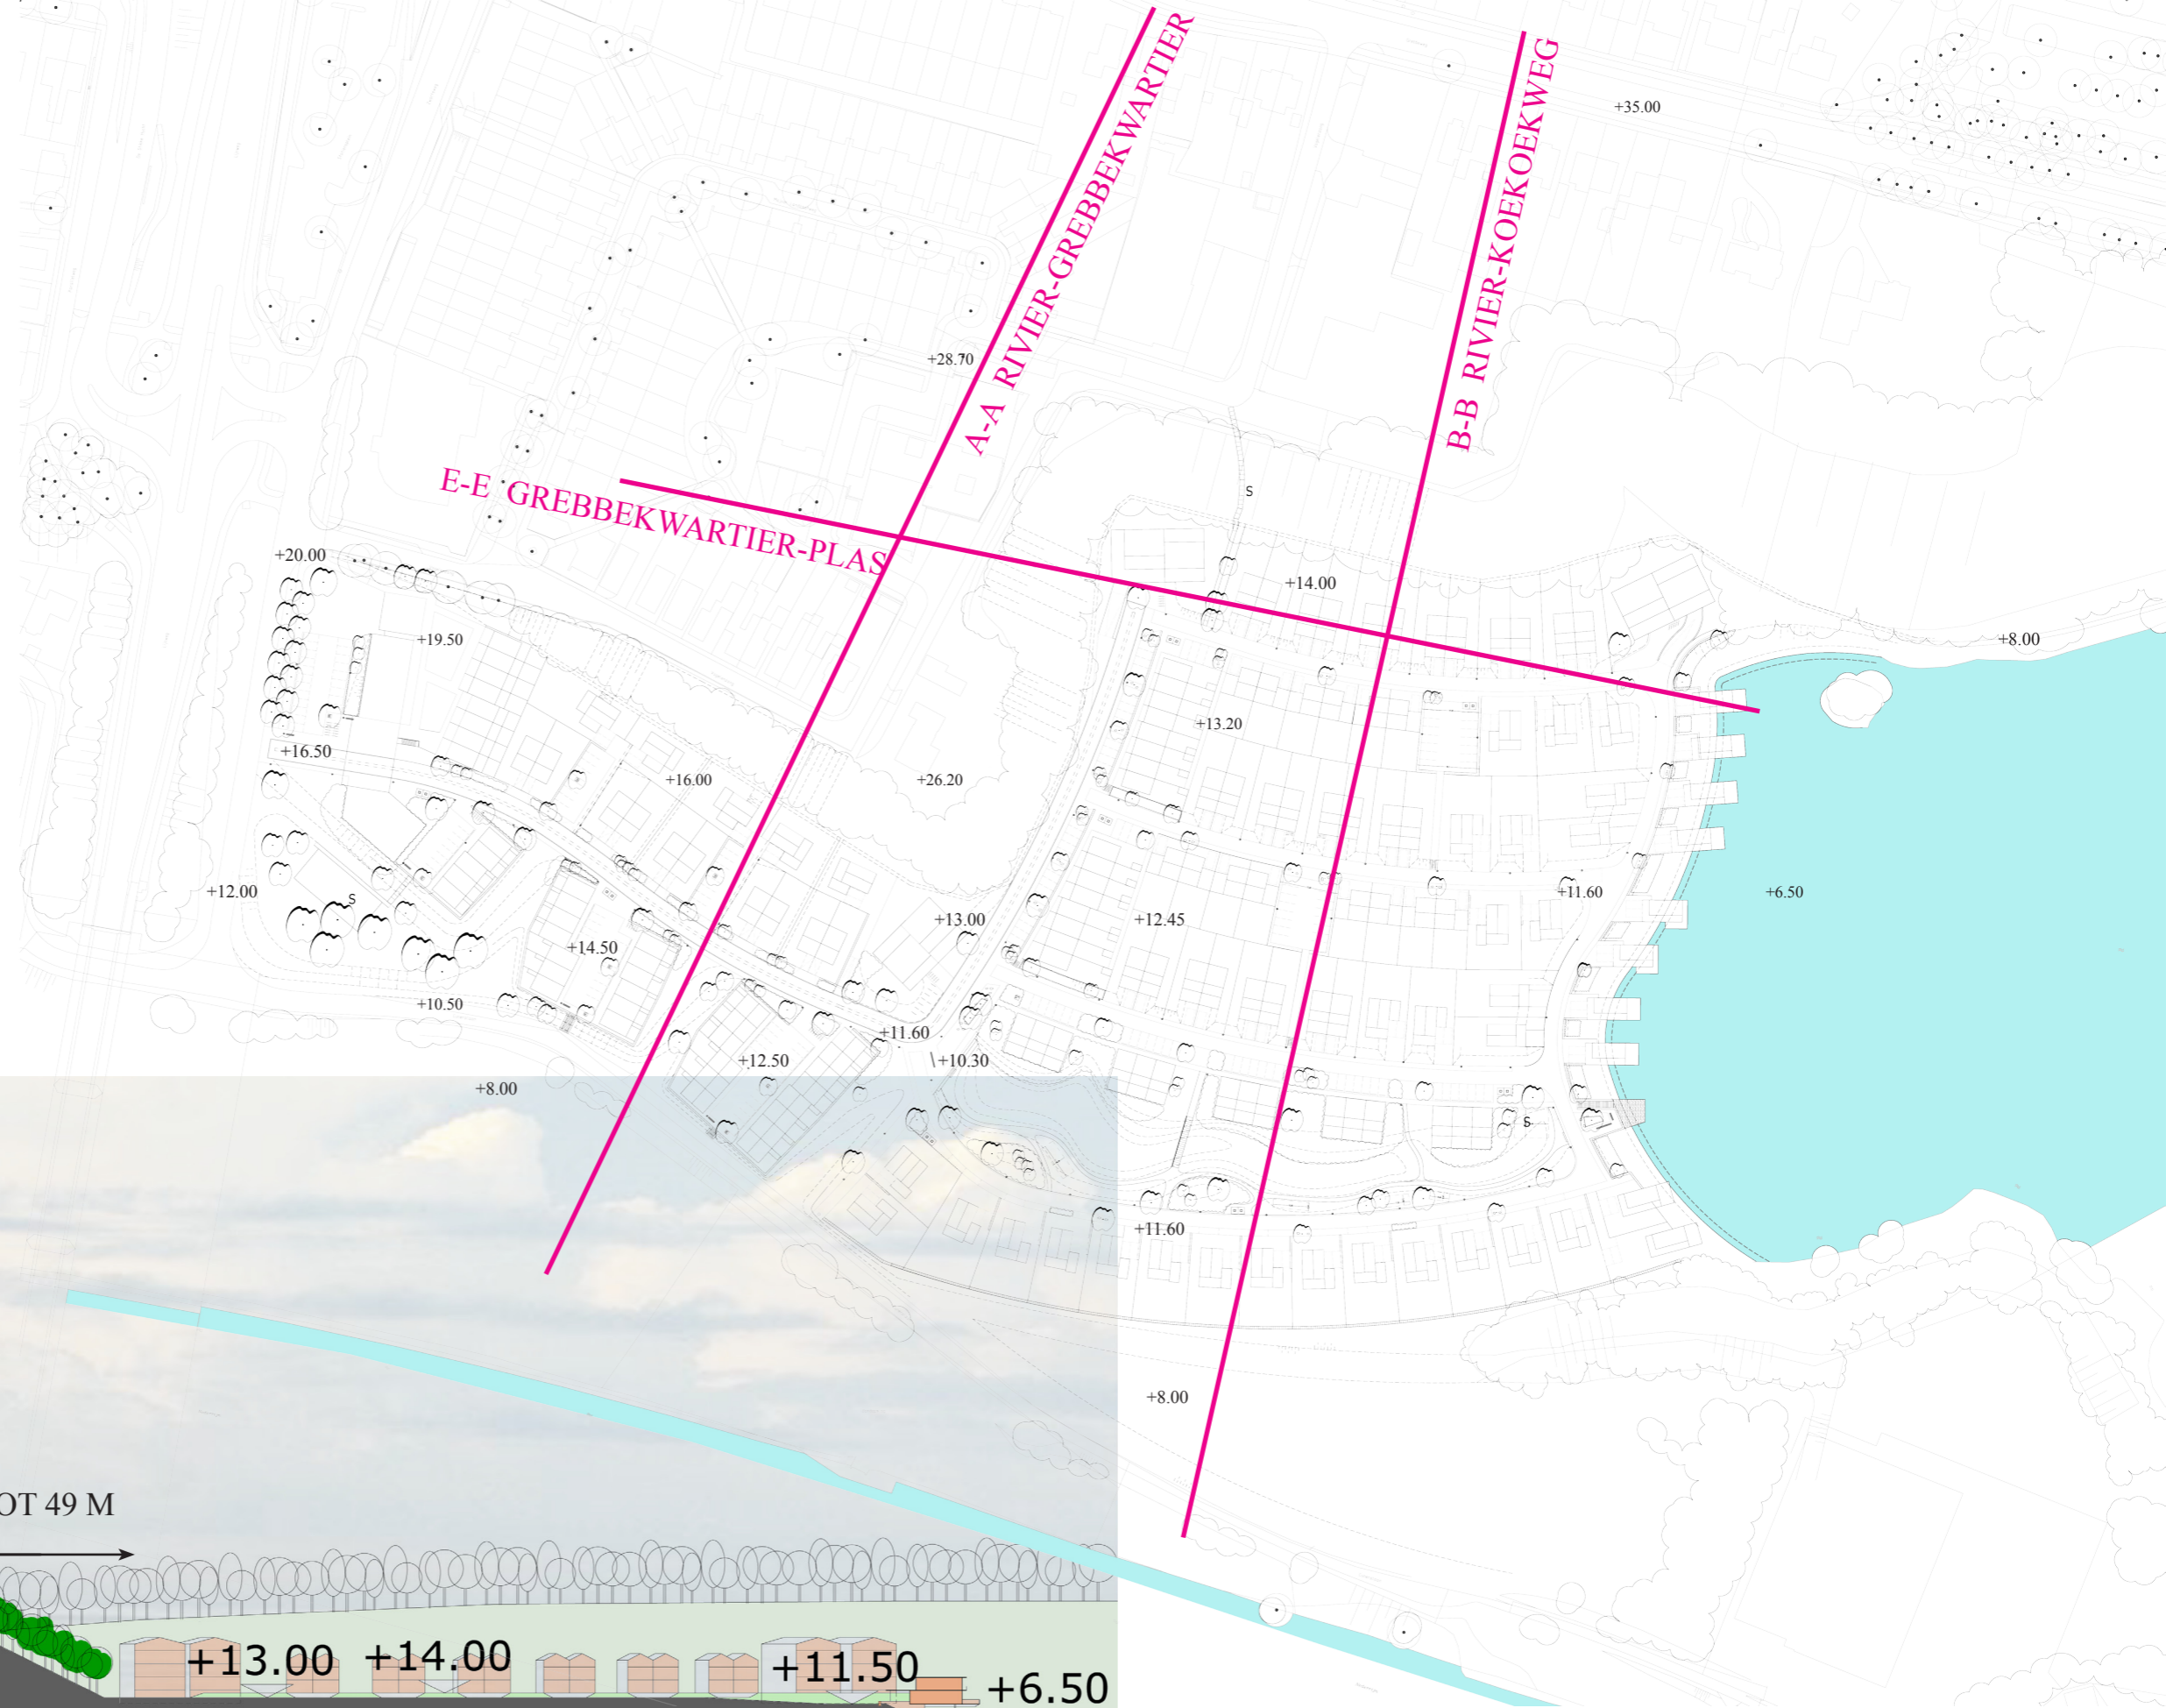 A-A RIVIER-GREBBEKWARTIER
B-B RIVIER-KOEKOEKWEG
+35.00
+28.70
E-E GREBBEKWARTIER-PLAS
S
+20.00
+14.00
+19.50
+8.00
+13.20
+16.50
+16.00
+26.20
+12.00
S
+13.00
+12.45
+11.60
+6.50
+14.50
+10.50
+11.60
+12.50
\+10.30
+8.00
S
+11.60
+8.00
OT 49 M
+13.00 +14.00 +11.50 +6.50